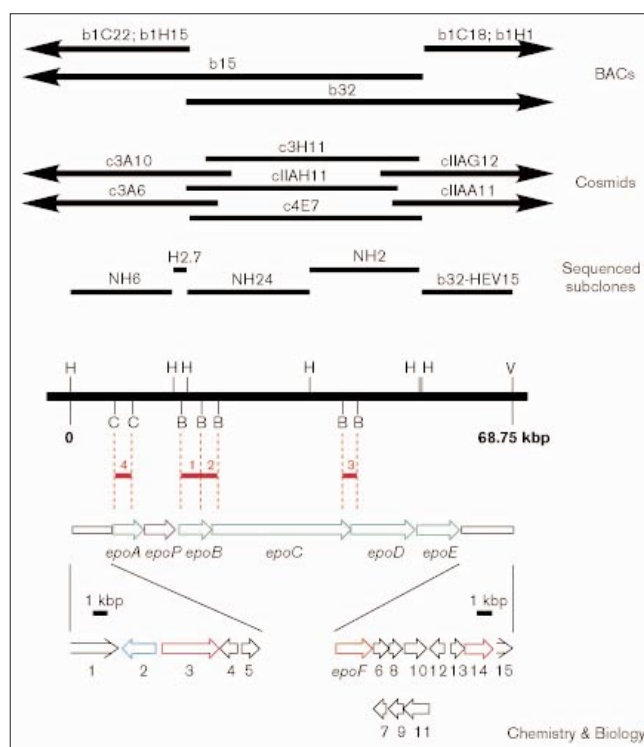 b1C22; b1H15 b1C18; b1H1
BACs
b15
b32
c3H11
c3A10 cIIAG12
cIIAH11 Cosmids
c3A6 cIIAA11
c4E7
H2.7 NH2 Sequenced
NH6 NH24 b32-HEV15 subclones
H H H H H H V
C C B B B B B
0 68.75 kbp
4 1 2 3
epoA epoP epoB epoC epoD epoE
1 kbp 1 kbp
1 2 3 4 5 epoF 6 8 10 12 13 14 15
7 9 11
Chemistry & Biology